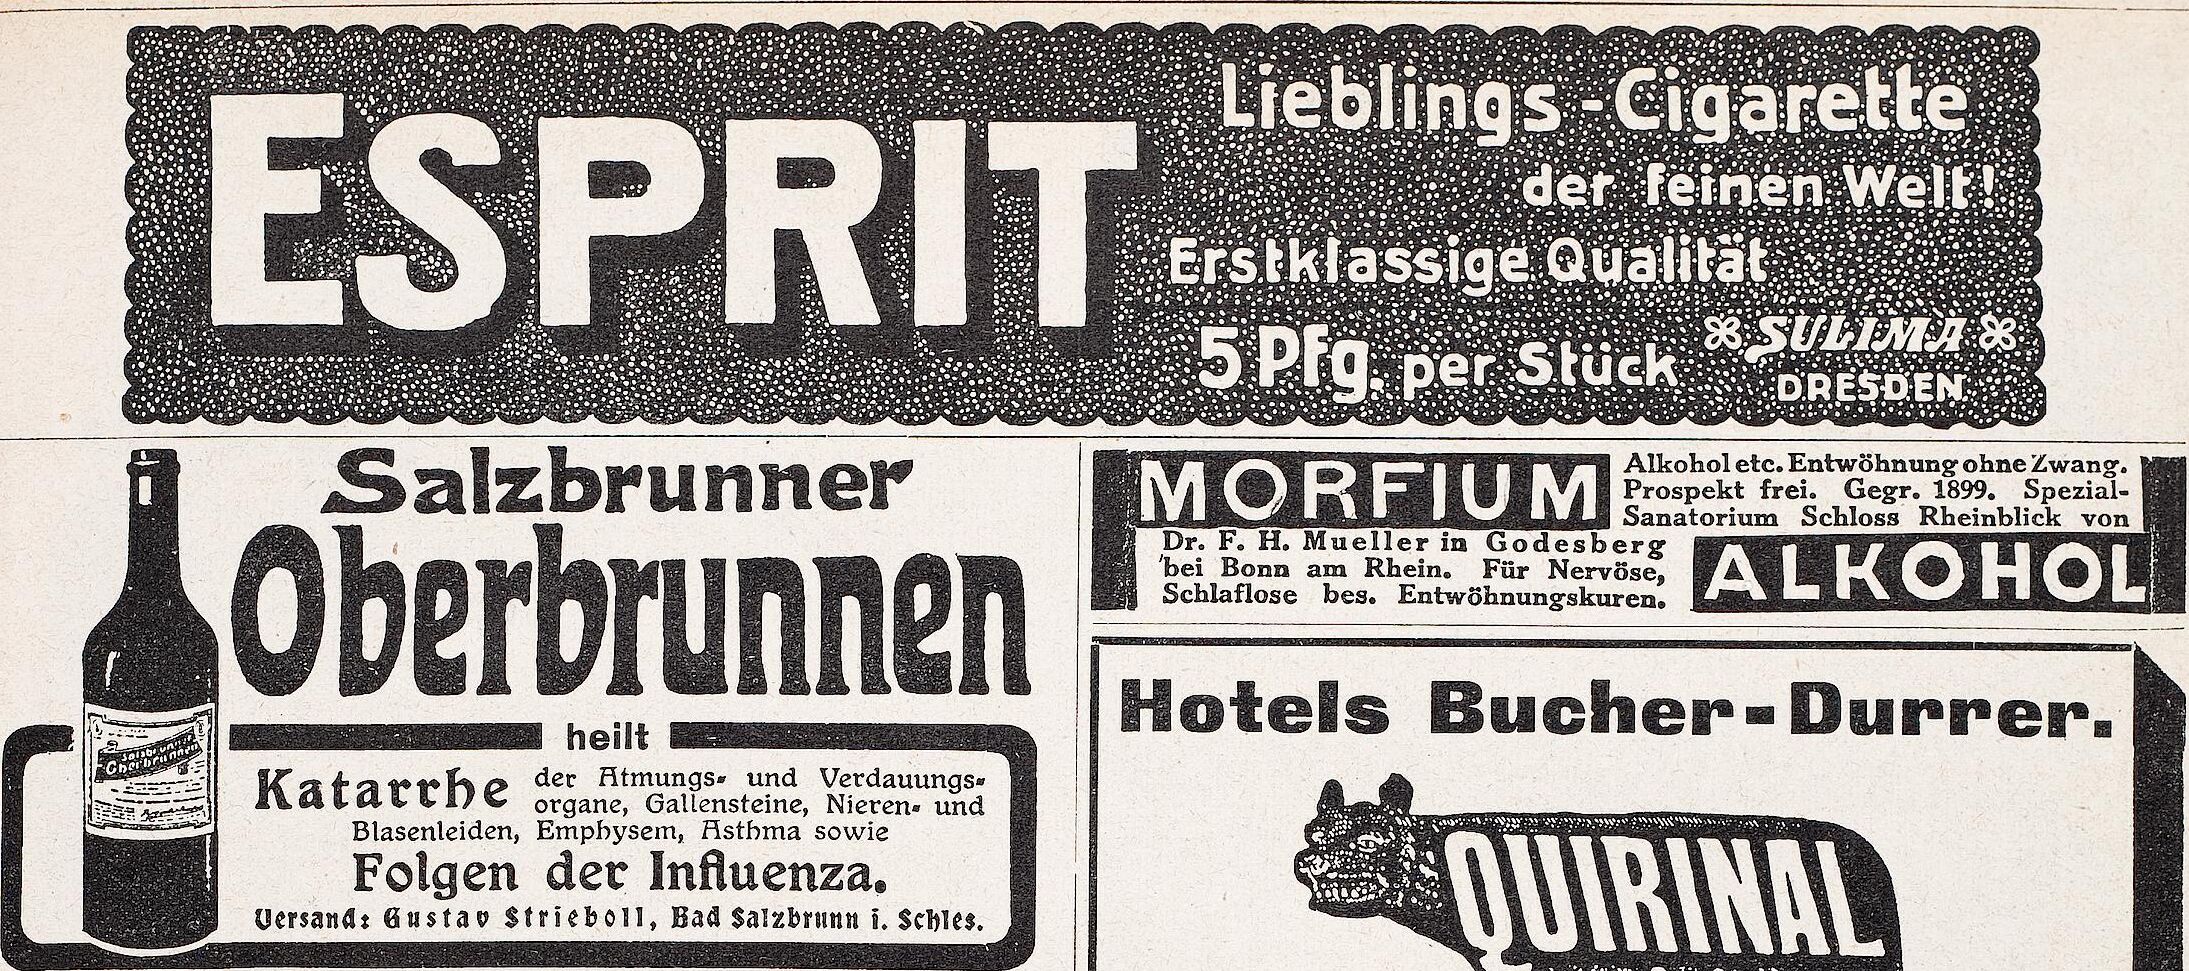 ESPRIT
Lieblings-Cigarette
der feinen Welt!
Erstklassige Qualität
5 Pfg. per Stück
SULIMA
DRESDEN
Salzbrunner
Oberbrunnen
heilt
Katarrhe der Atmungs- und Verdauungs-
organe, Gallensteine, Nieren- und
Blasenleiden, Emphysem, Asthma sowie
Folgen der Influenza.
Versand: Gustav Strieboll, Bad Salzbrunn i. Schles.
Salzbrunner
Oberbrunnen
MORFIUM
Alkohol etc. Entwöhnung ohne Zwang.
Prospekt frei. Gegr. 1899. Spezial-
Sanatorium Schloss Rheinblick von
Dr. F. H. Mueller in Godesberg
bei Bonn am Rhein. Für Nervöse,
Schlaflose bes. Entwöhnungskuren.
ALKOHOL
Hotels Bucher-Durrer.
QUIRINAL